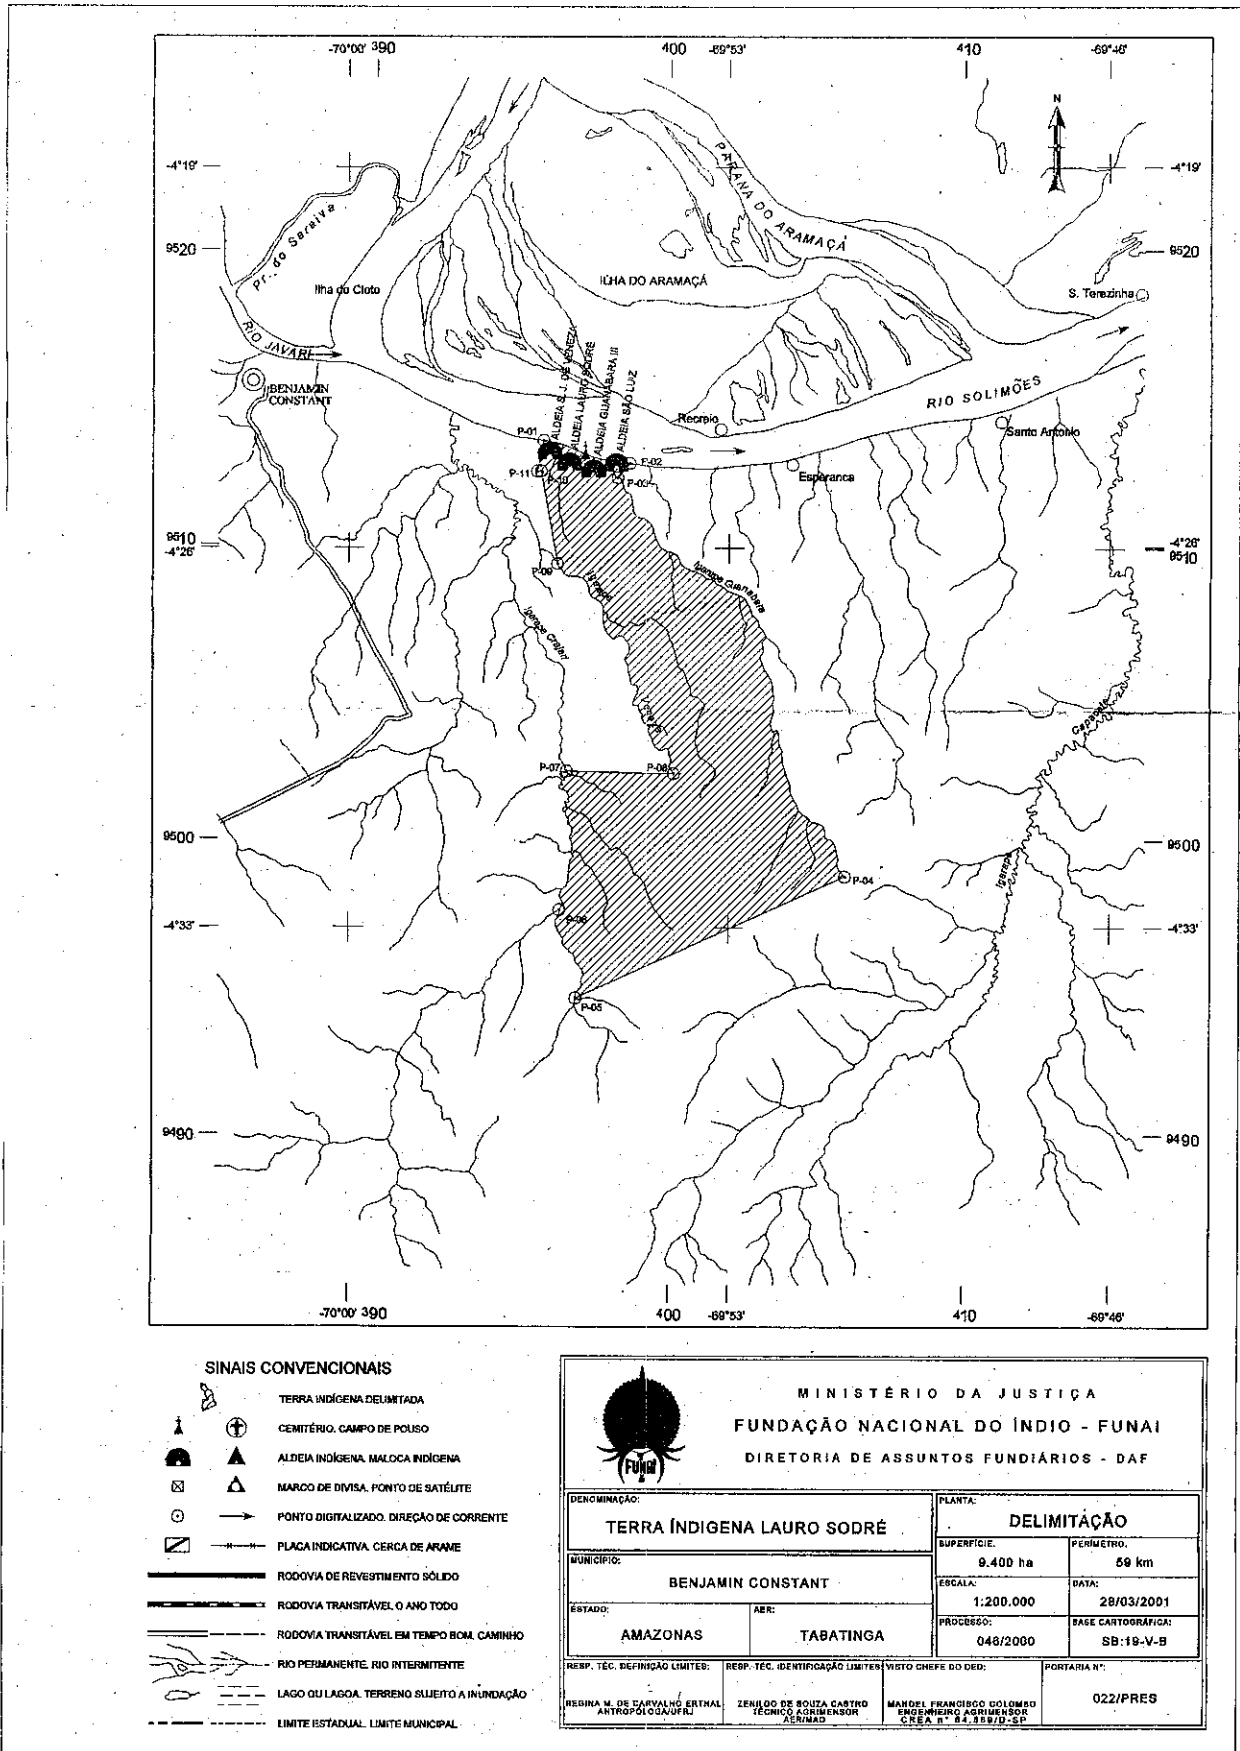 -70°00' 390 400 -69°53' 410 -69°46'
N
-4°19' -4°19'
PARANÁ DO ARAMAÇÁ
Pr. do Saraiva
9520 9520
Ilha do Cloto
ILHA DO ARAMAÇÁ
S. Terezinha
RIO JAVARI
BENJAMIN
CONSTANT
ALDEIA S. J. DE VENEZA
ALDEIA LAURO SODRÉ
ALDEIA GUANABARA III
ALDEIA SÃO LUIZ
RIO SOLIMÕES
Recreio
Santo Antonio
P-01
P-02
P-11 P-10 P-03
Esperanca
9510 -4°26'
-4°26' 9510
P-09
Igarapé
Igarapé Guanabara
Igarapé Crajari
Igarapé
Capacete
P-07 P-08
9500 9500
P-04
Igarapé
P-06
-4°33' -4°33'
P-05
9490 9490
-70°00' 390 400 -69°53' 410 -69°46'
SINAIS CONVENCIONAIS
TERRA INDÍGENA DELIMITADA
CEMITÉRIO. CAMPO DE POUSO
ALDEIA INDÍGENA. MALOCA INDÍGENA
MARCO DE DIVISA. PONTO DE SATÉLITE
PONTO DIGITALIZADO. DIREÇÃO DE CORRENTE
PLACA INDICATIVA. CERCA DE ARAME
RODOVIA DE REVESTIMENTO SÓLIDO
RODOVIA TRANSITÁVEL O ANO TODO
RODOVIA TRANSITÁVEL EM TEMPO BOM. CAMINHO
RIO PERMANENTE. RIO INTERMITENTE
LAGO OU LAGOA. TERRENO SUJEITO A INUNDAÇÃO
LIMITE ESTADUAL. LIMITE MUNICIPAL
FUNAI
MINISTÉRIO DA JUSTIÇA
FUNDAÇÃO NACIONAL DO ÍNDIO - FUNAI
DIRETORIA DE ASSUNTOS FUNDIÁRIOS - DAF
DENOMINAÇÃO:
TERRA ÍNDIGENA LAURO SODRÉ
PLANTA:
DELIMITAÇÃO
SUPERFÍCIE. PERÍMETRO.
9.400 ha 59 km
MUNICÍPIO:
BENJAMIN CONSTANT
ESCALA: DATA:
1:200.000 28/03/2001
ESTADO: AER:
AMAZONAS TABATINGA
PROCESSO: BASE CARTOGRÁFICA:
046/2000 SB:19-V-B
RESP. TÉC. DEFINIÇÃO LIMITES: RESP. TÉC. IDENTIFICAÇÃO LIMITES VISTO CHEFE DO DED: PORTARIA Nº:
022/PRES
REGINA M. DE CARVALHO ERTHAL ZENILDO DE SOUZA CASTRO MANOEL FRANCISCO COLOMBO
ANTROPÓLOGA/UFRJ TÉCNICO AGRIMENSOR ENGENHEIRO AGRIMENSOR
AER/MAO CREA nº